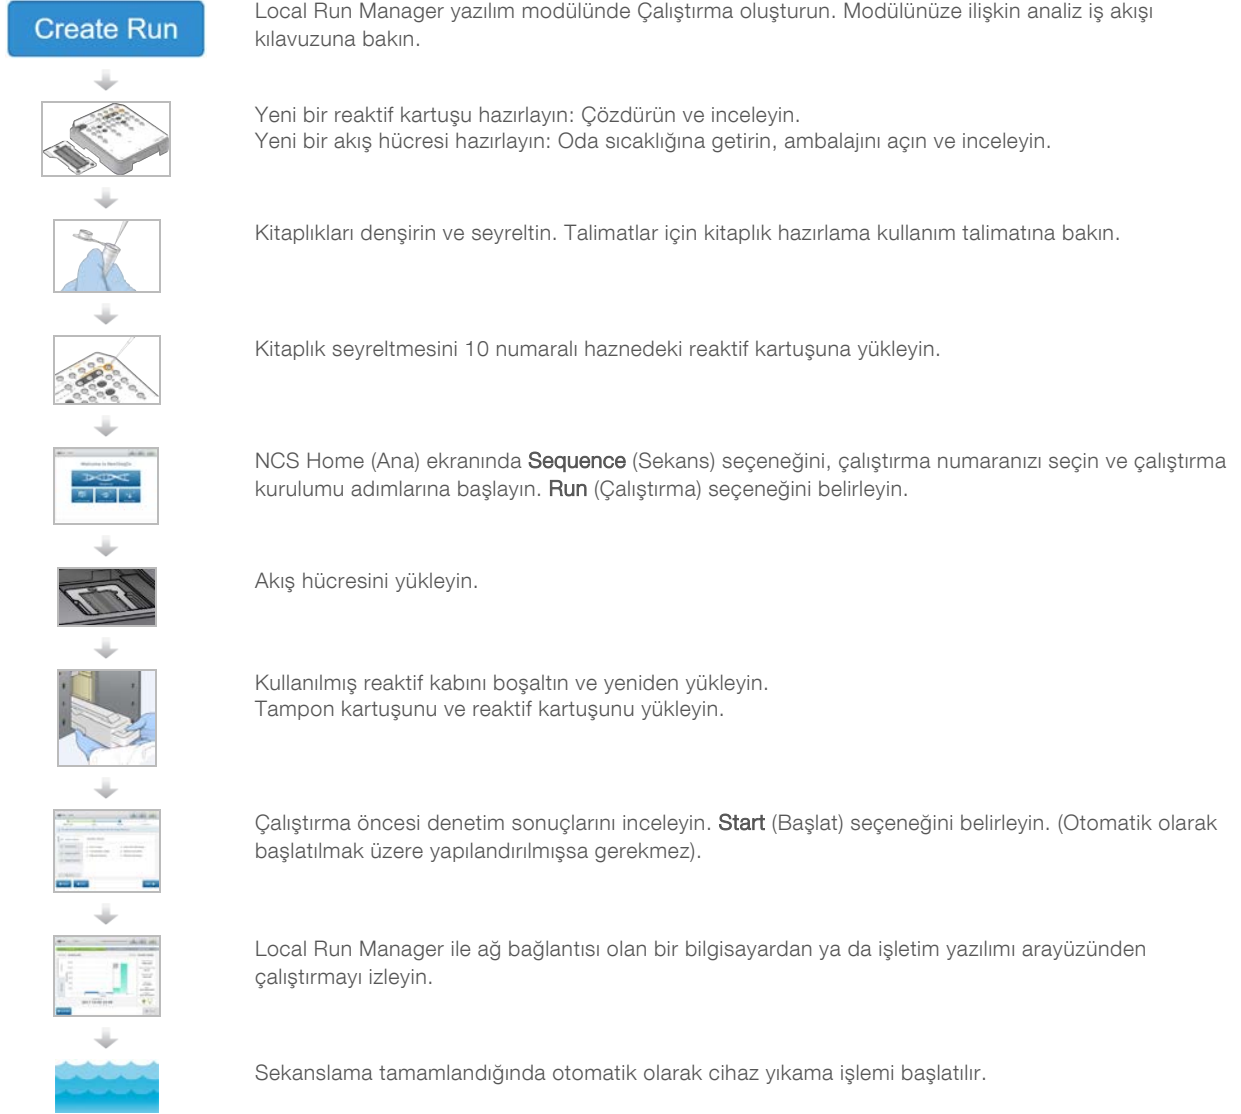 Create Run
Local Run Manager yazılım modülünde Çalıştırma oluşturun. Modülünüze ilişkin analiz iş akışı
kılavuzuna bakın.
Yeni bir reaktif kartuşu hazırlayın: Çözdürün ve inceleyin.
Yeni bir akış hücresi hazırlayın: Oda sıcaklığına getirin, ambalajını açın ve inceleyin.
Kitaplıkları denşirin ve seyreltin. Talimatlar için kitaplık hazırlama kullanım talimatına bakın.
Kitaplık seyreltmesini 10 numaralı haznedeki reaktif kartuşuna yükleyin.
NCS Home (Ana) ekranında Sequence (Sekans) seçeneğini, çalıştırma numaranızı seçin ve çalıştırma
kurulumu adımlarına başlayın. Run (Çalıştırma) seçeneğini belirleyin.
Akış hücresini yükleyin.
Kullanılmış reaktif kabını boşaltın ve yeniden yükleyin.
Tampon kartuşunu ve reaktif kartuşunu yükleyin.
Çalıştırma öncesi denetim sonuçlarını inceleyin. Start (Başlat) seçeneğini belirleyin. (Otomatik olarak
başlatılmak üzere yapılandırılmışsa gerekmez).
Local Run Manager ile ağ bağlantısı olan bir bilgisayardan ya da işletim yazılımı arayüzünden
çalıştırmayı izleyin.
Sekanslama tamamlandığında otomatik olarak cihaz yıkama işlemi başlatılır.